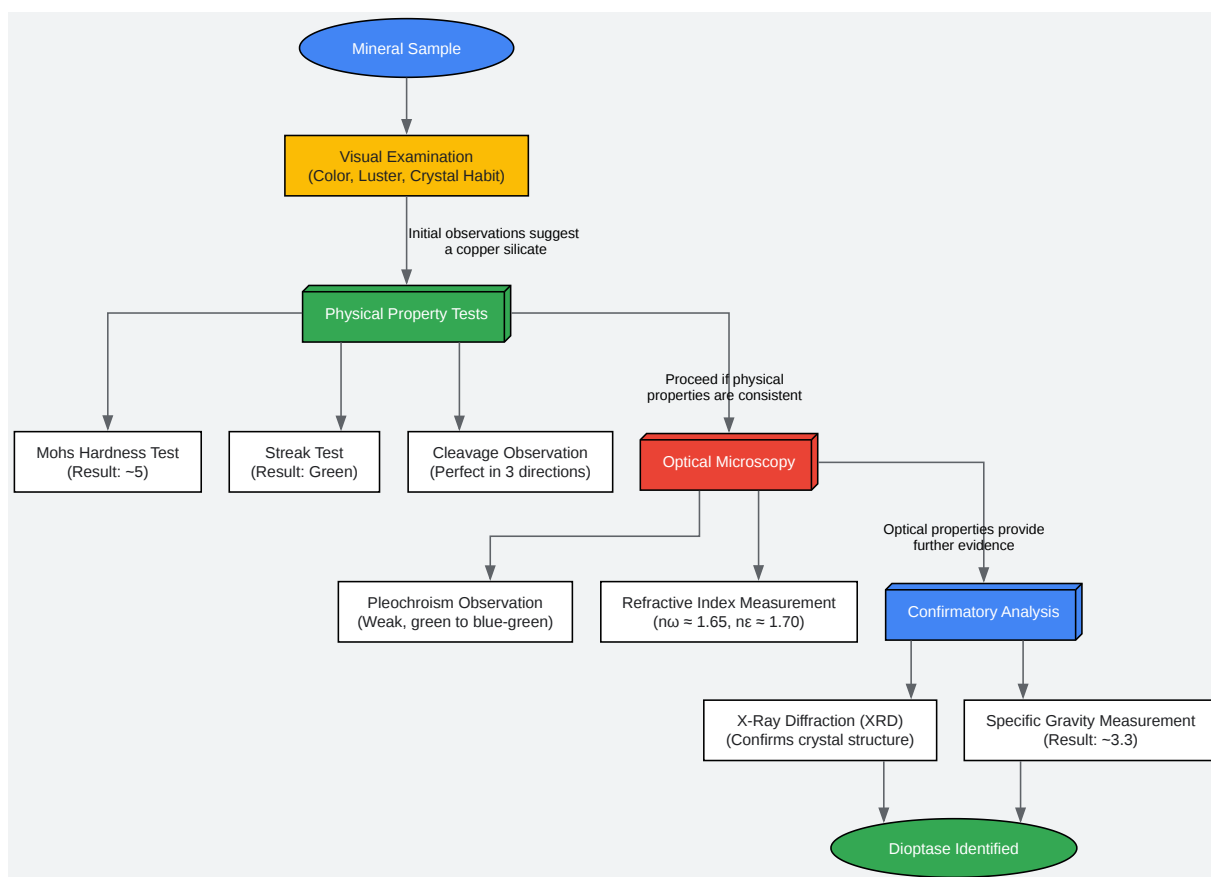 Mineral Sample
Visual Examination
(Color, Luster, Crystal Habit)
Initial observations suggest
a copper silicate
Physical Property Tests
Proceed if physical
properties are consistent
Mohs Hardness Test
(Result: ~5)
Streak Test
(Result: Green)
Cleavage Observation
(Perfect in 3 directions)
Optical Microscopy
Optical properties provide
further evidence
Pleochroism Observation
(Weak, green to blue-green)
Refractive Index Measurement
(nω ≈ 1.65, nε ≈ 1.70)
Confirmatory Analysis
X-Ray Diffraction (XRD)
(Confirms crystal structure)
Specific Gravity Measurement
(Result: ~3.3)
Dioptase Identified